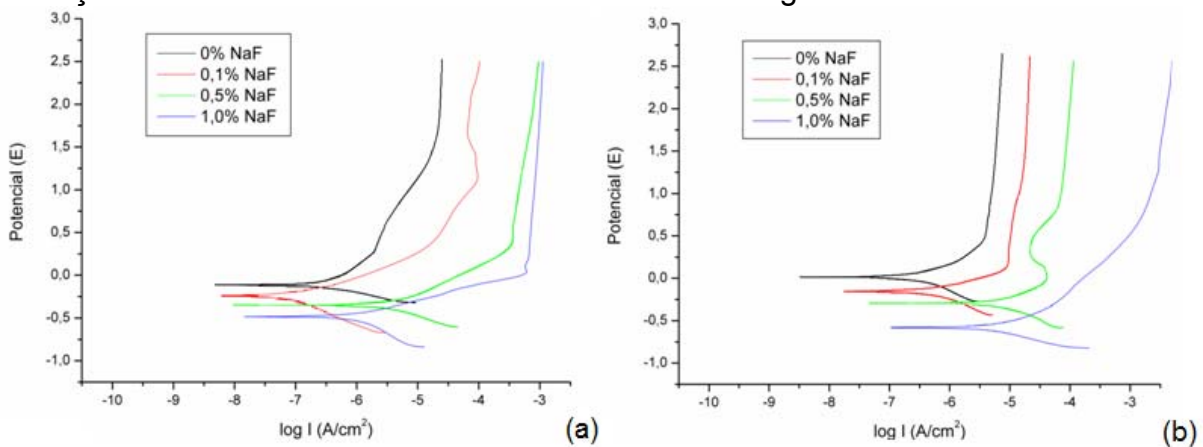 3,0
2,5
2,0
1,5
1,0
0,5
0,0
-0,5
-1,0
Potencial (E)
0% NaF
0,1% NaF
0,5% NaF
1,0% NaF
-10 -9 -8 -7 -6 -5 -4 -3
log I (A/cm²)
(a)
3,0
2,5
2,0
1,5
1,0
0,5
0,0
-0,5
-1,0
Potencial (E)
0% NaF
0,1% NaF
0,5% NaF
1,0% NaF
-10 -9 -8 -7 -6 -5 -4 -3
log I (A/cm²)
(b)